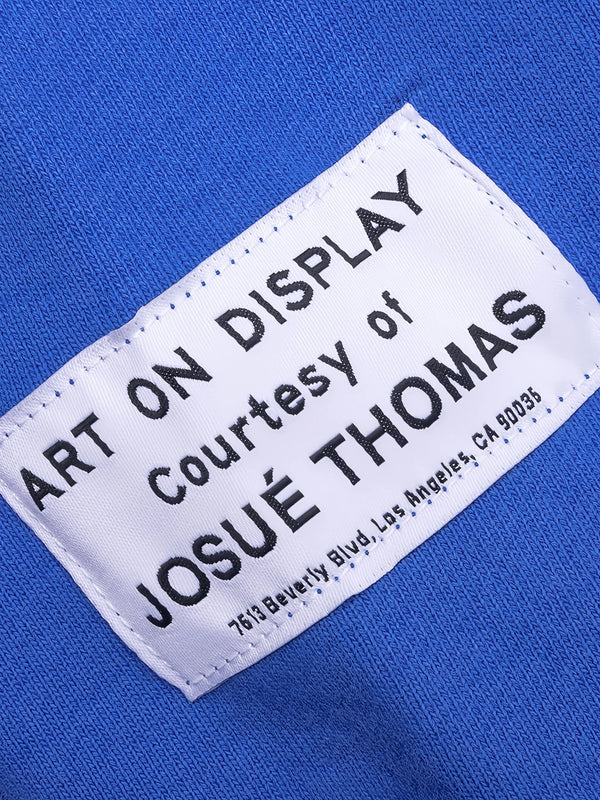 ART ON DISPLAY
Courtesy of
JOSUÉ THOMAS
7613 Beverly Blvd, Los Angeles, CA 90036